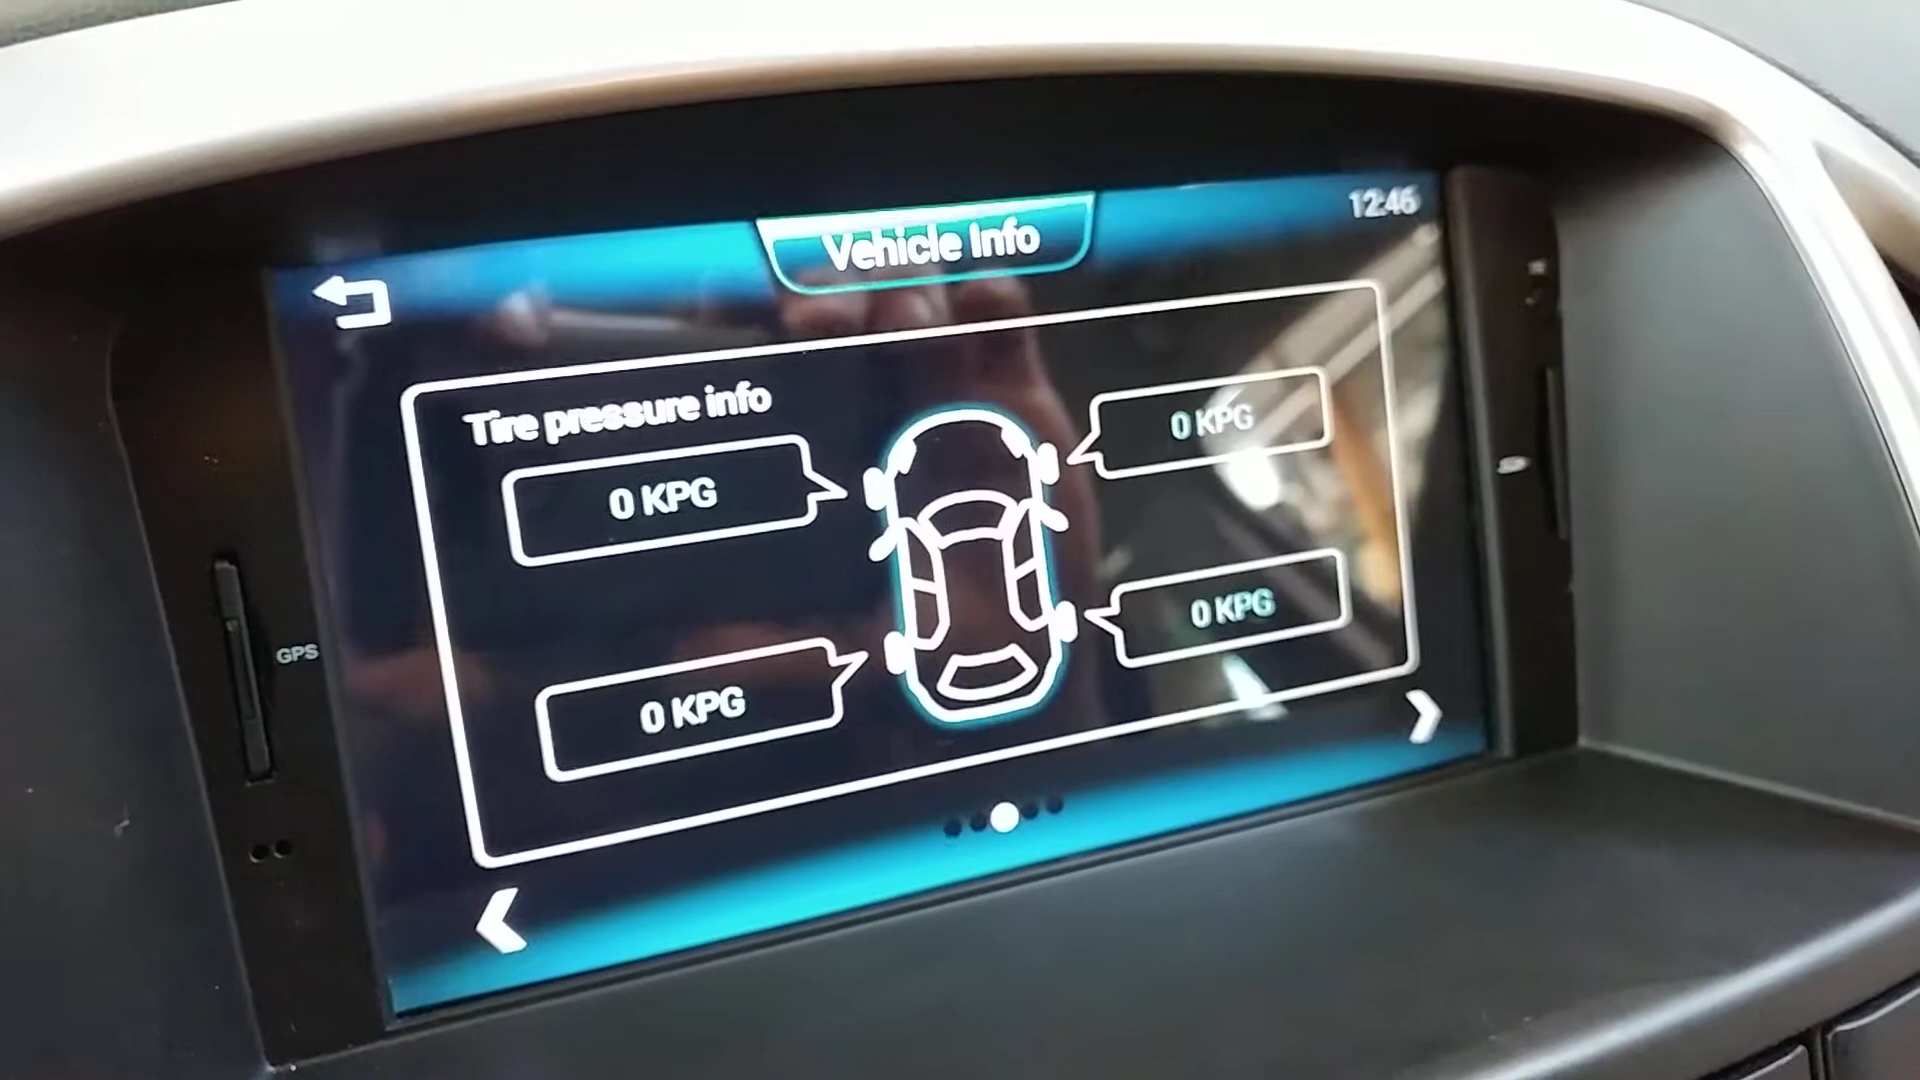 12:46
Vehicle Info
Tire pressure info
0 KPG
0 KPG
0 KPG
0 KPG
GPS